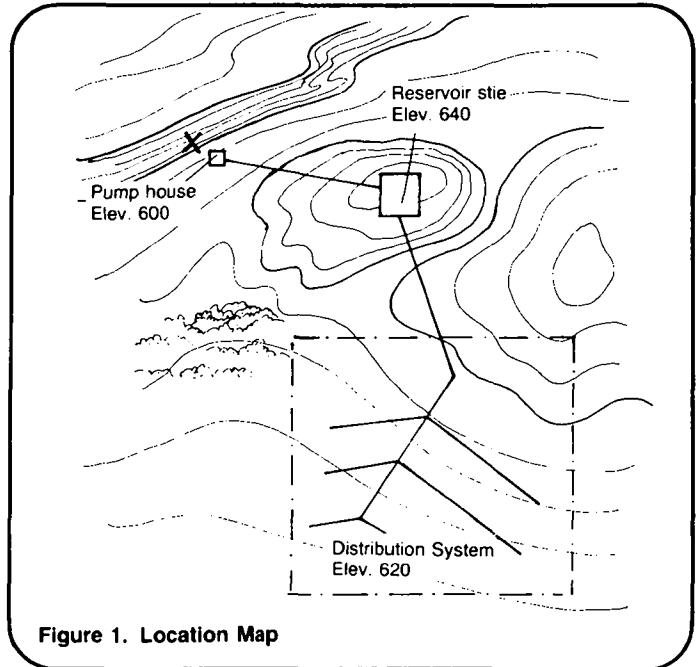 Reservoir stie
Elev. 640
Pump house
Elev. 600
Distribution System
Elev. 620
Figure 1. Location Map